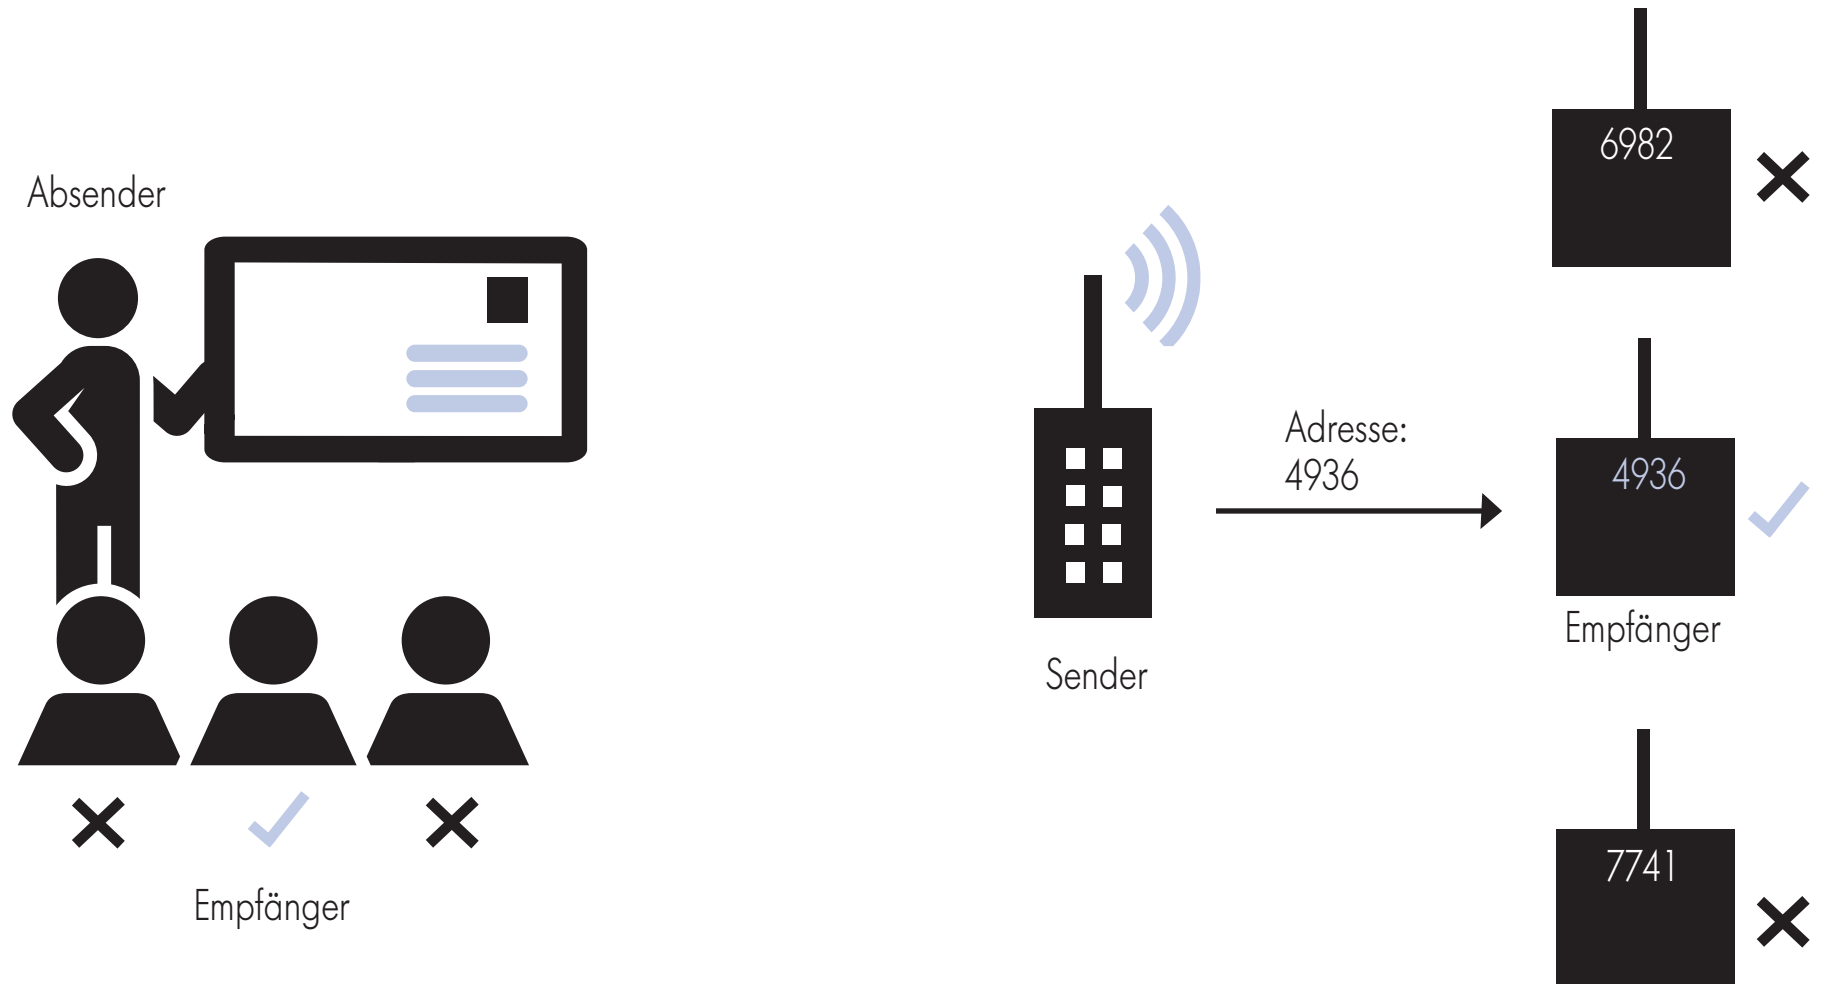 Absender
Empfänger
Sender
Adresse:
4936
6982
4936
Empfänger
7741